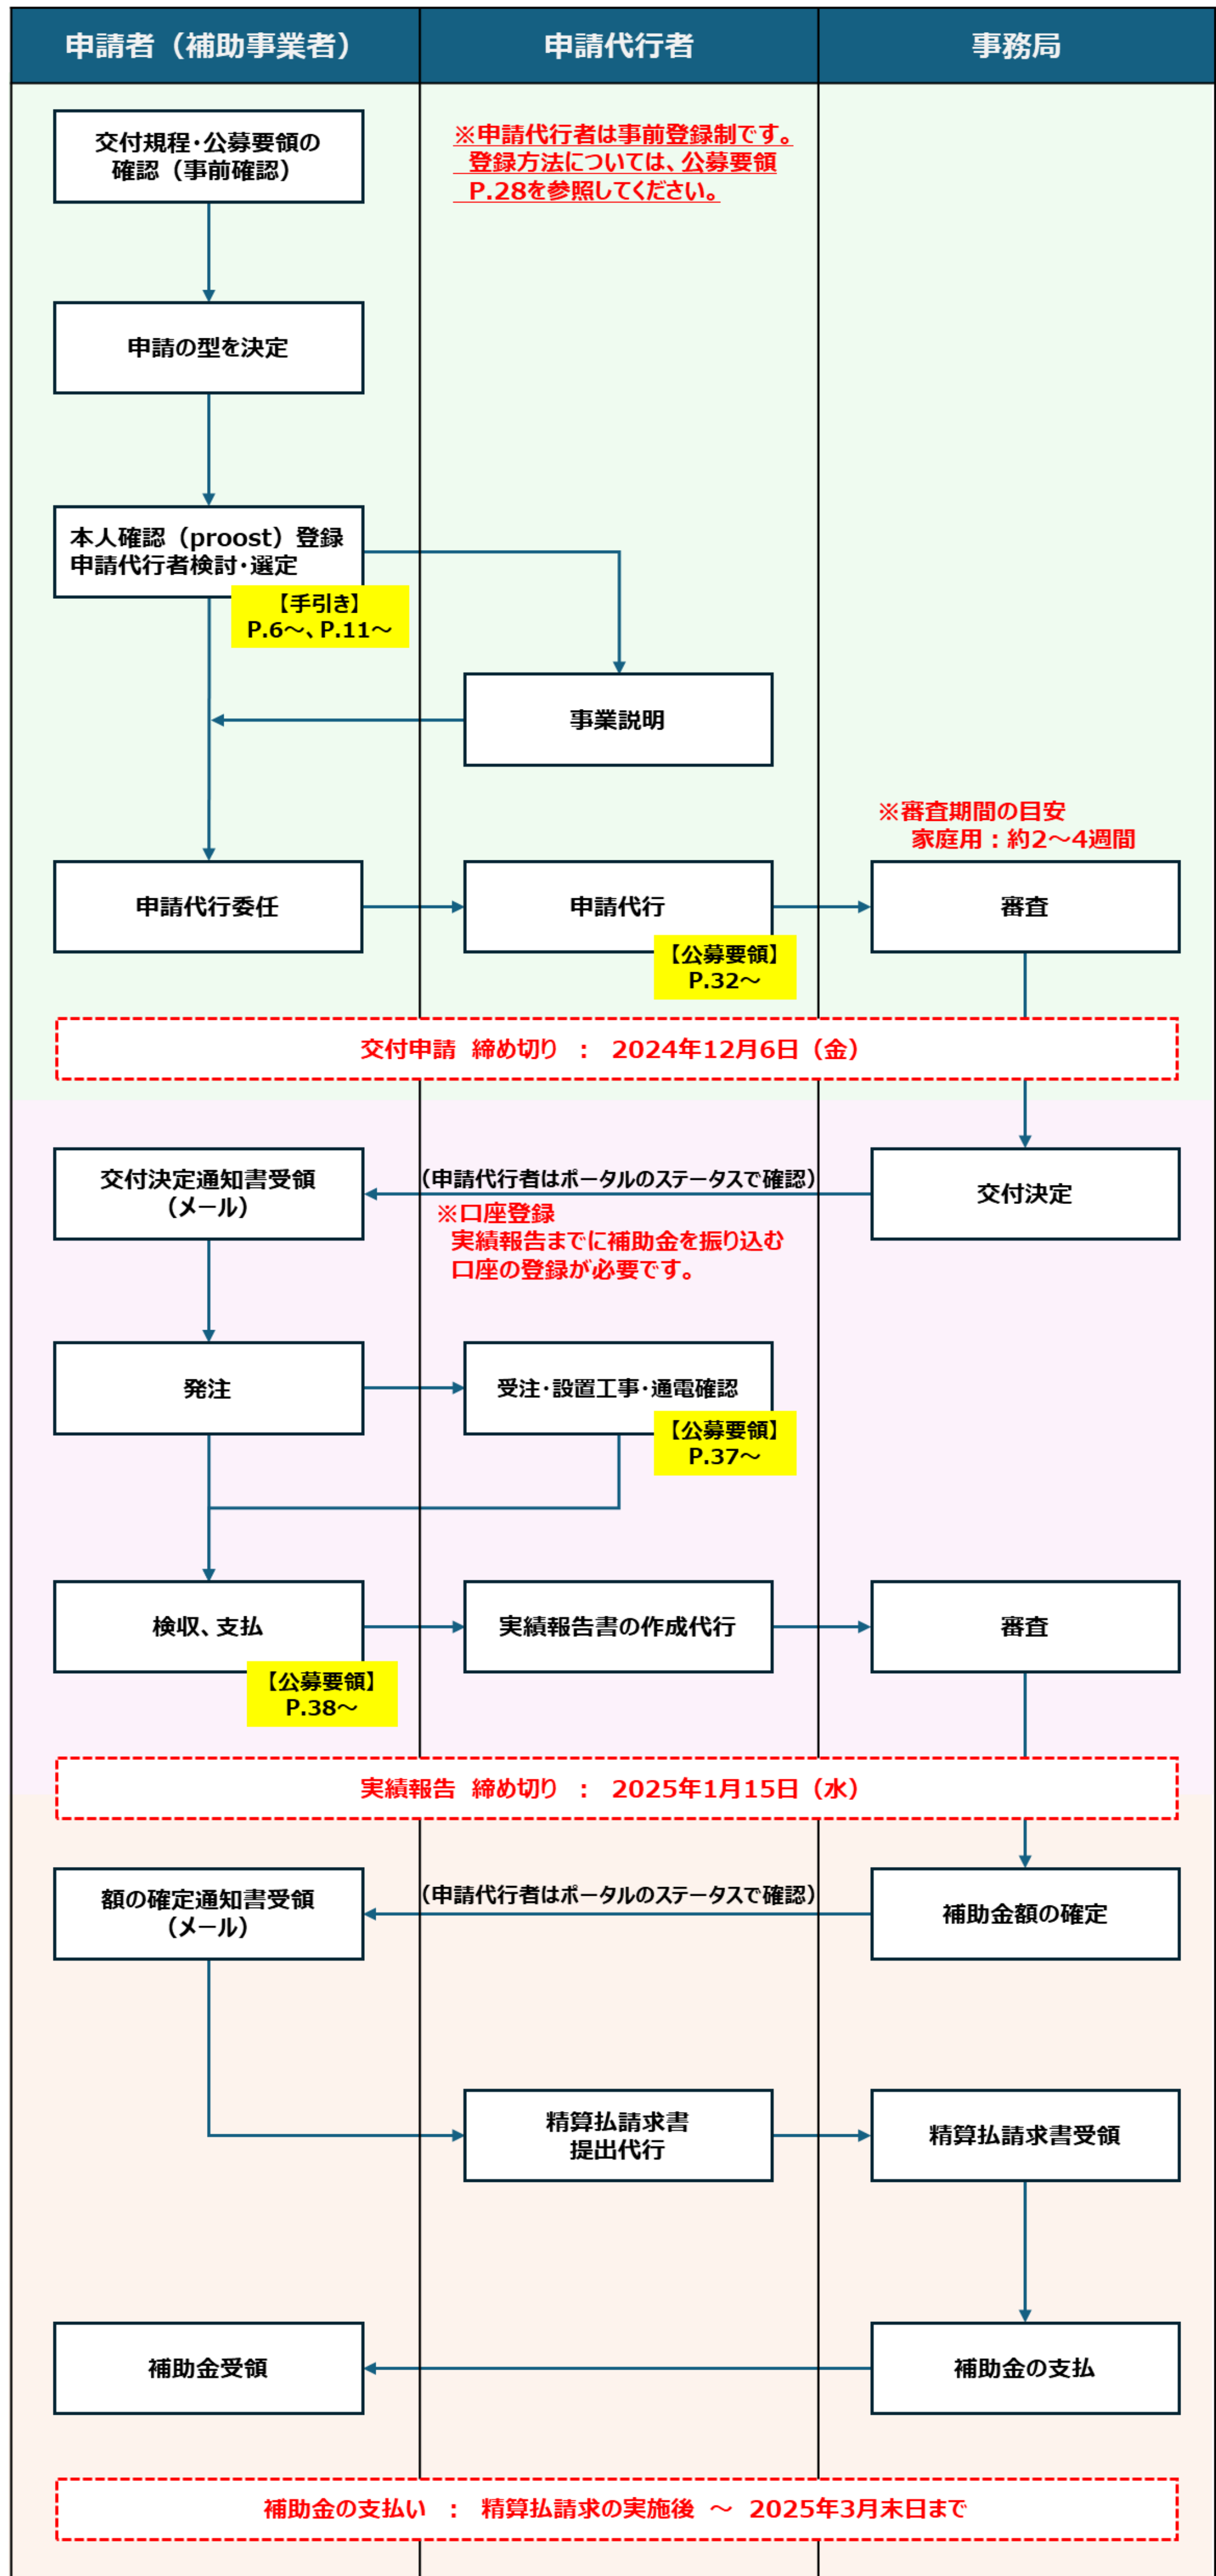 申請者（補助事業者）
申請代行者
事務局
交付規程・公募要領の
確認（事前確認）
※申請代行者は事前登録制です。
登録方法については、公募要領
P.28を参照してください。
申請の型を決定
本人確認（proost）登録
申請代行者検討・選定
【手引き】
P.6～、P.11～
事業説明
※審査期間の目安
家庭用：約2～4週間
申請代行委任
申請代行
審査
【公募要領】
P.32～
交付申請 締め切り ： 2024年12月6日（金）
交付決定通知書受領
（メール）
（申請代行者はポータルのステータスで確認）
交付決定
※口座登録
実績報告までに補助金を振り込む
口座の登録が必要です。
発注
受注・設置工事・通電確認
【公募要領】
P.37～
検収、支払
実績報告書の作成代行
審査
【公募要領】
P.38～
実績報告 締め切り ： 2025年1月15日（水）
額の確定通知書受領
（メール）
（申請代行者はポータルのステータスで確認）
補助金額の確定
精算払請求書
提出代行
精算払請求書受領
補助金受領
補助金の支払
補助金の支払い ： 精算払請求の実施後 ～ 2025年3月末日まで